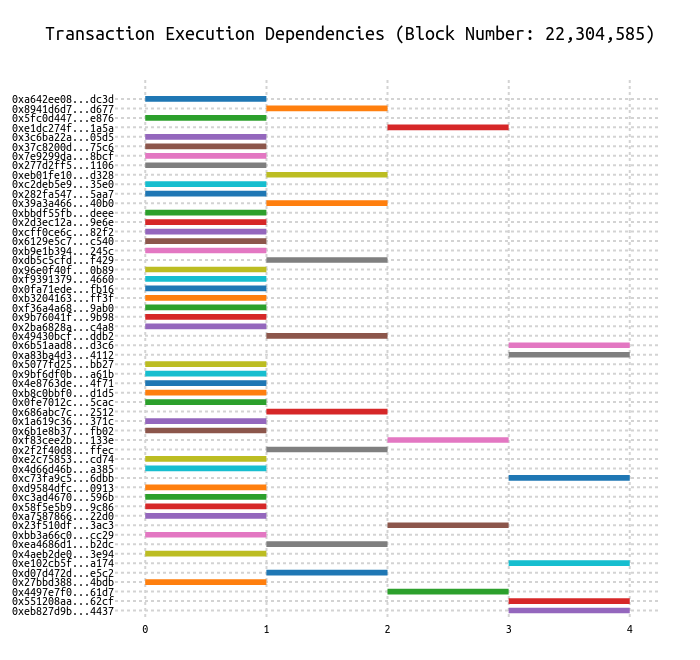 Transaction Execution Dependencies (Block Number: 22,304,585)
0xa642ee08...dc3d
0x8941d6d7...d677
0x5fc0d447...e876
0xe1dc274f...1a5a
0x3c6ba22a...05d5
0x37c8200d...75c6
0x7e9299da...8bcf
0x277d2ff5...1106
0xeb01fe10...d328
0xc2deb5e9...35e0
0x282fa547...5aa7
0x39a3a466...40b0
0xbbdf55fb...deee
0x2d3ec12a...9e6e
0xcff0ce6c...82f2
0x6129e5c7...c540
0xb9e1b394...245c
0xdb5c5cfd...f429
0x96e0f40f...0b89
0xf9391379...4660
0x0fa71ede...fb16
0xb3204163...ff3f
0xf36a4a68...9ab0
0x9b76041f...9b98
0x2ba6828a...c4a8
0x49430bcf...ddb2
0x6b51aad8...d3c6
0xa83ba4d3...4112
0x5077fd25...bb27
0x9bf6df0b...a61b
0x4e8763de...4f71
0xb8c0bbf0...d1d5
0x0fe7012c...5cac
0x686abc7c...2512
0x1a619c36...371c
0x6b1e8b37...fb02
0xf83cee2b...133e
0x2f2f40d8...ffec
0xe2c75853...cd74
0x4d66d46b...a385
0xc73fa9c5...6dbb
0xd9584dfc...0913
0xc3ad4670...596b
0x58f5e5b9...9c86
0xa7587866...22d0
0x23f510df...3ac3
0xbb3a66c0...cc29
0xea4686d1...b2dc
0x4aeb2de0...3e94
0xe102cb5f...a174
0xd07d472d...e5c2
0x27bbd388...4bdb
0x4497e7f0...61d7
0x551208aa...62cf
0xeb827d9b...4437
0 1 2 3 4